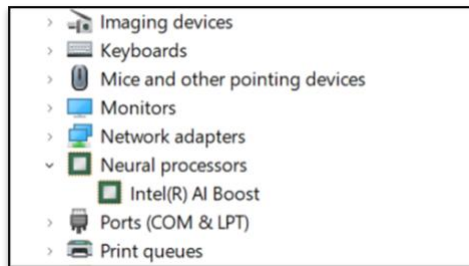 Imaging devices
Keyboards
Mice and other pointing devices
Monitors
Network adapters
Neural processors
Intel(R) AI Boost
Ports (COM & LPT)
Print queues